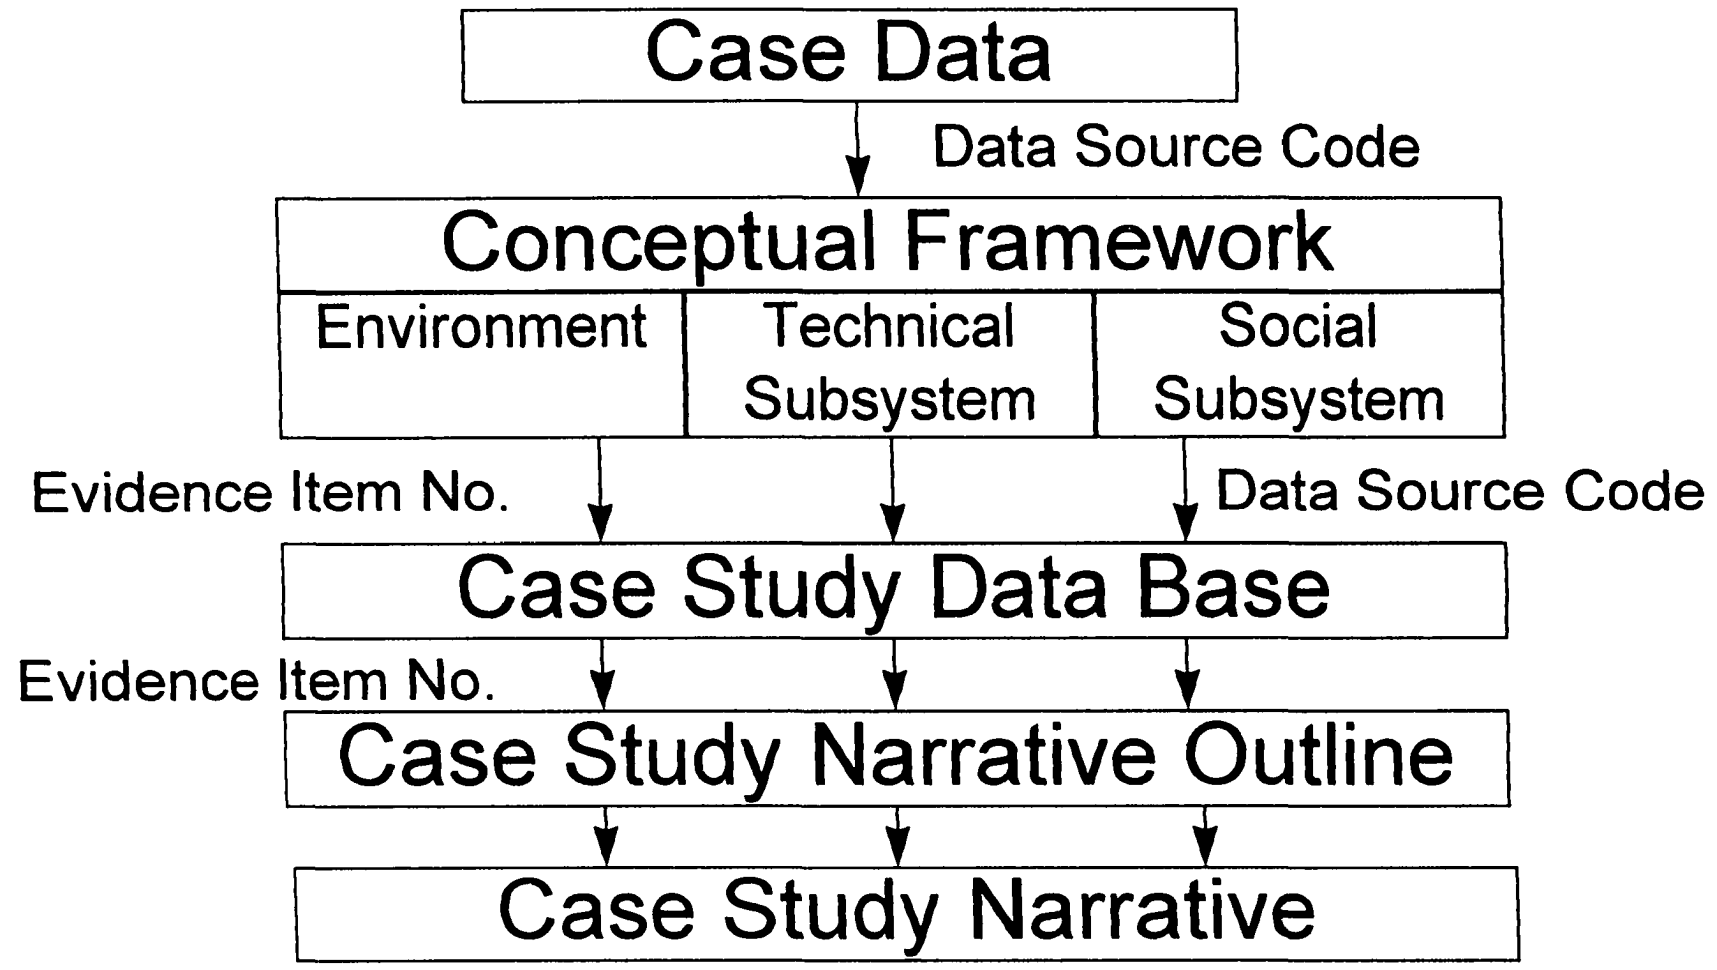 Case Data
Data Source Code
Conceptual Framework
Environment
Technical
Subsystem
Social
Subsystem
Evidence Item No.
Data Source Code
Case Study Data Base
Evidence Item No.
Case Study Narrative Outline
Case Study Narrative